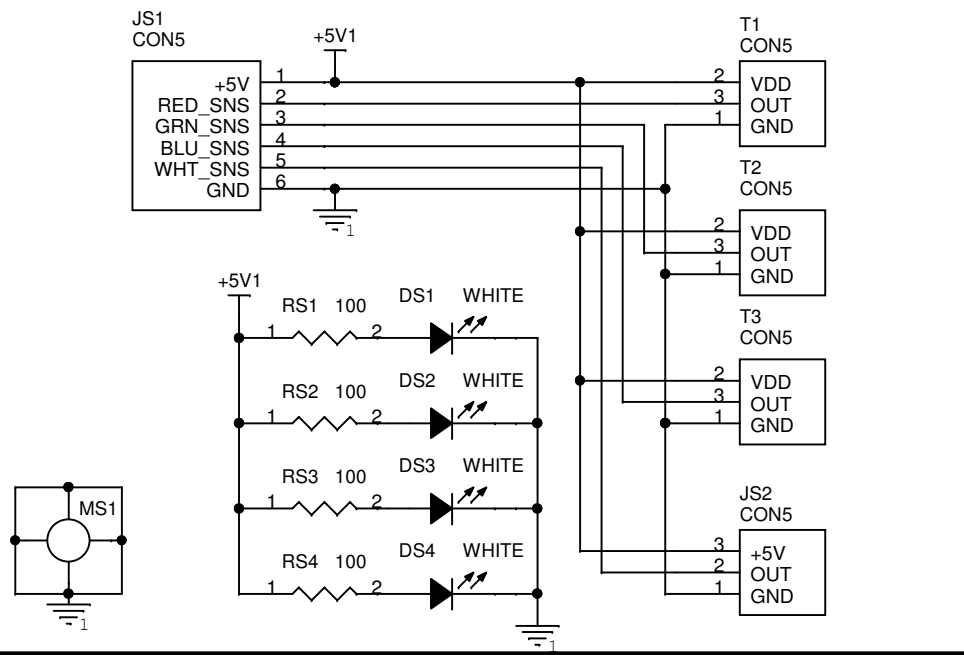 JS1
CON5
+5V 1
RED_SNS 2
GRN_SNS 3
BLU_SNS 4
WHT_SNS 5
GND 6
+5V1
1
T1
CON5
2 VDD
3 OUT
1 GND
T2
CON5
2 VDD
3 OUT
1 GND
T3
CON5
2 VDD
3 OUT
1 GND
JS2
CON5
3 +5V
2 OUT
1 GND
+5V1
RS1 100 DS1 WHITE
1 2
RS2 100 DS2 WHITE
1 2
RS3 100 DS3 WHITE
1 2
RS4 100 DS4 WHITE
1 2
1
MS1
1